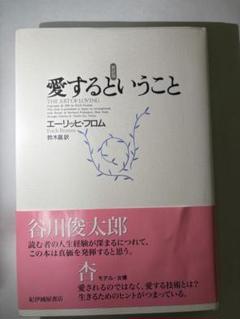 新訳版
愛するということ
THE ART OF LOVING
エーリッヒ・フロム
Erich Fromm
鈴木晶訳
谷川俊太郎
読む者の人生経験が深まるにつれて、
この本は真価を発揮すると思う。
杏
モデル・女優
愛されるのではなく、愛する技術とは?
生きるためのヒントがつまっている。
紀伊國屋書店